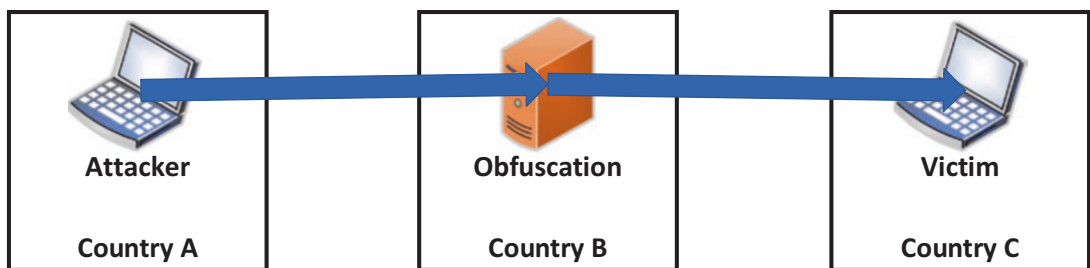 Attacker
Obfuscation
Victim
Country A
Country B
Country C